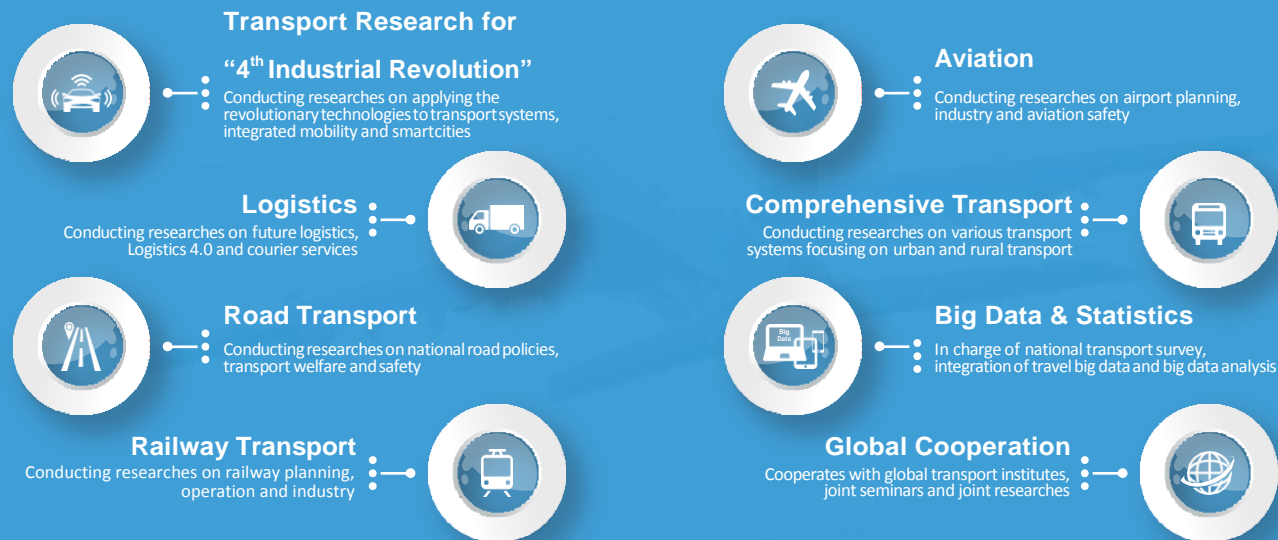 Transport Research for
“4th Industrial Revolution”
Conducting researches on applying the
revolutionary technologies to transport systems,
integrated mobility and smartcities
Logistics
Conducting researches on future logistics,
Logistics 4.0 and courier services
Road Transport
Conducting researches on national road policies,
transport welfare and safety
Railway Transport
Conducting researches on railway planning,
operation and industry
Aviation
Conducting researches on airport planning,
industry and aviation safety
Comprehensive Transport
Conducting researches on various transport
systems focusing on urban and rural transport
Big
Data
Big Data & Statistics
In charge of national transport survey,
integration of travel big data and big data analysis
Global Cooperation
Cooperates with global transport institutes,
joint seminars and joint researches